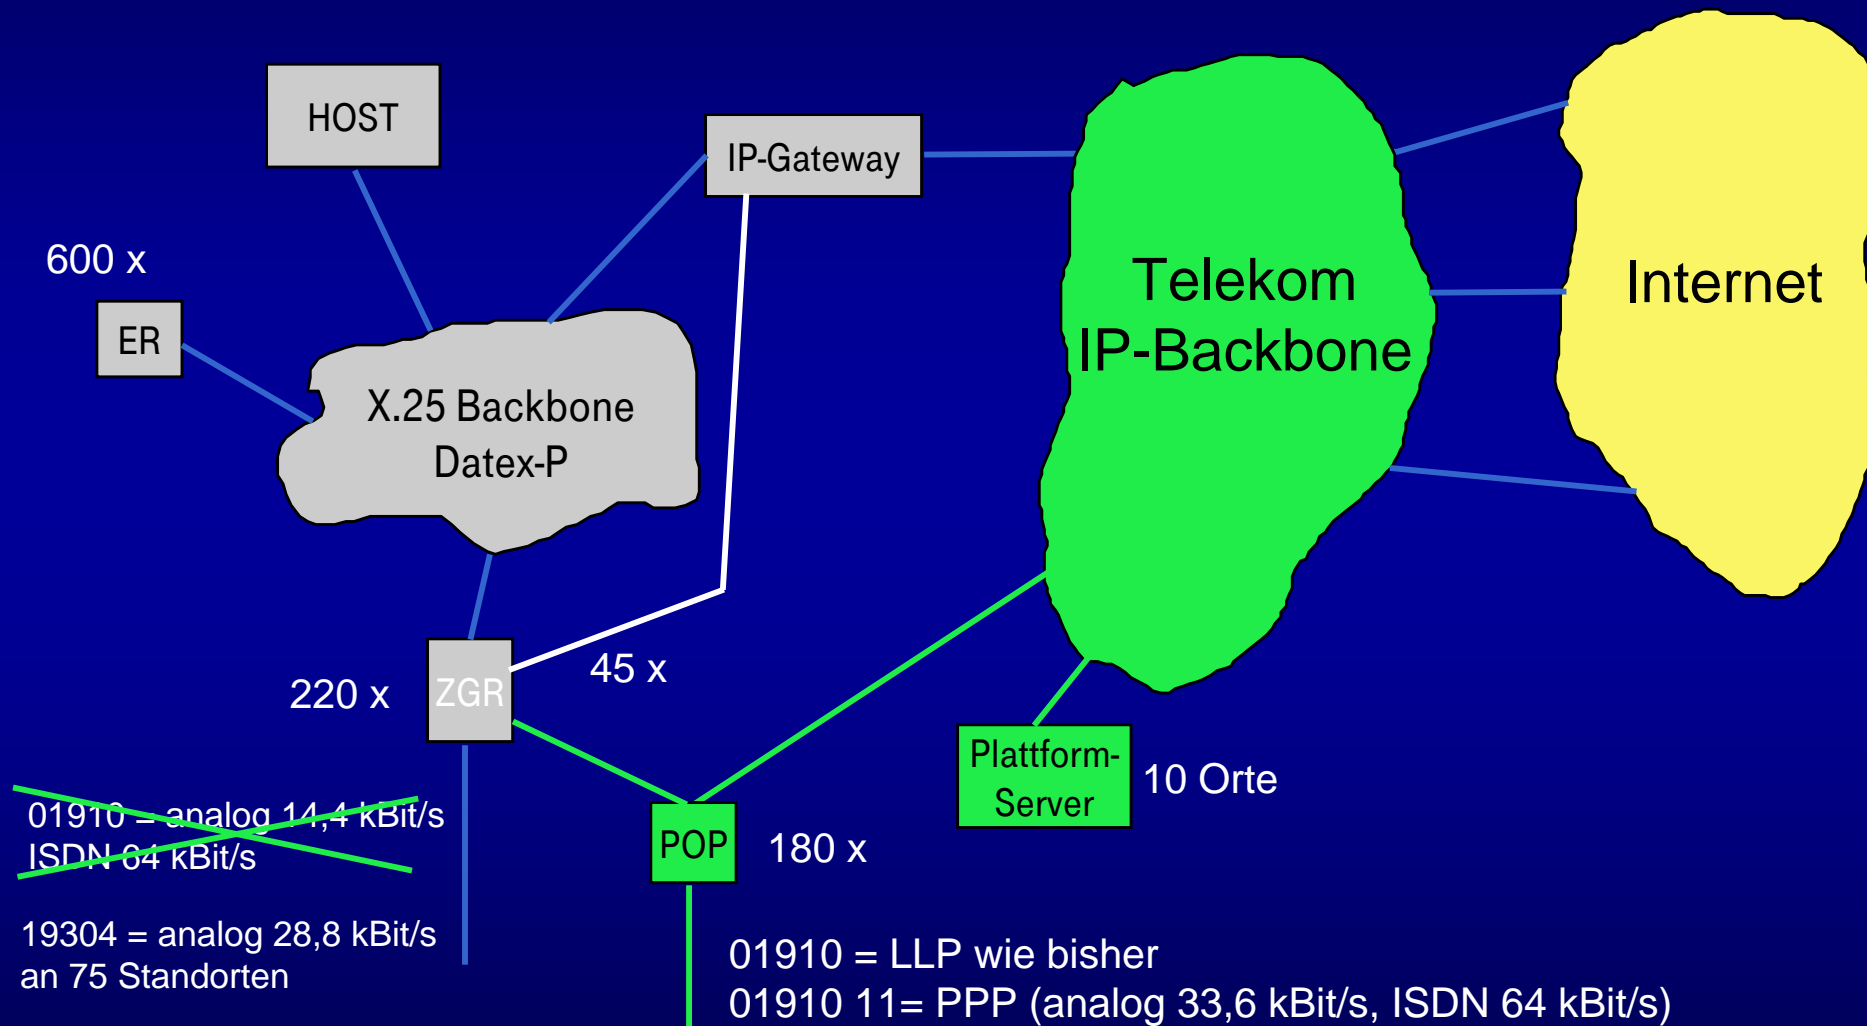 HOST
IP-Gateway
600 x
ER
X.25 Backbone
Datex-P
Telekom
IP-Backbone
Internet
220 x
ZGR
45 x
Plattform-
Server
10 Orte
POP
180 x
01910 = analog 14,4 kBit/s
ISDN 64 kBit/s
19304 = analog 28,8 kBit/s
an 75 Standorten
01910 = LLP wie bisher
01910 11= PPP (analog 33,6 kBit/s, ISDN 64 kBit/s)